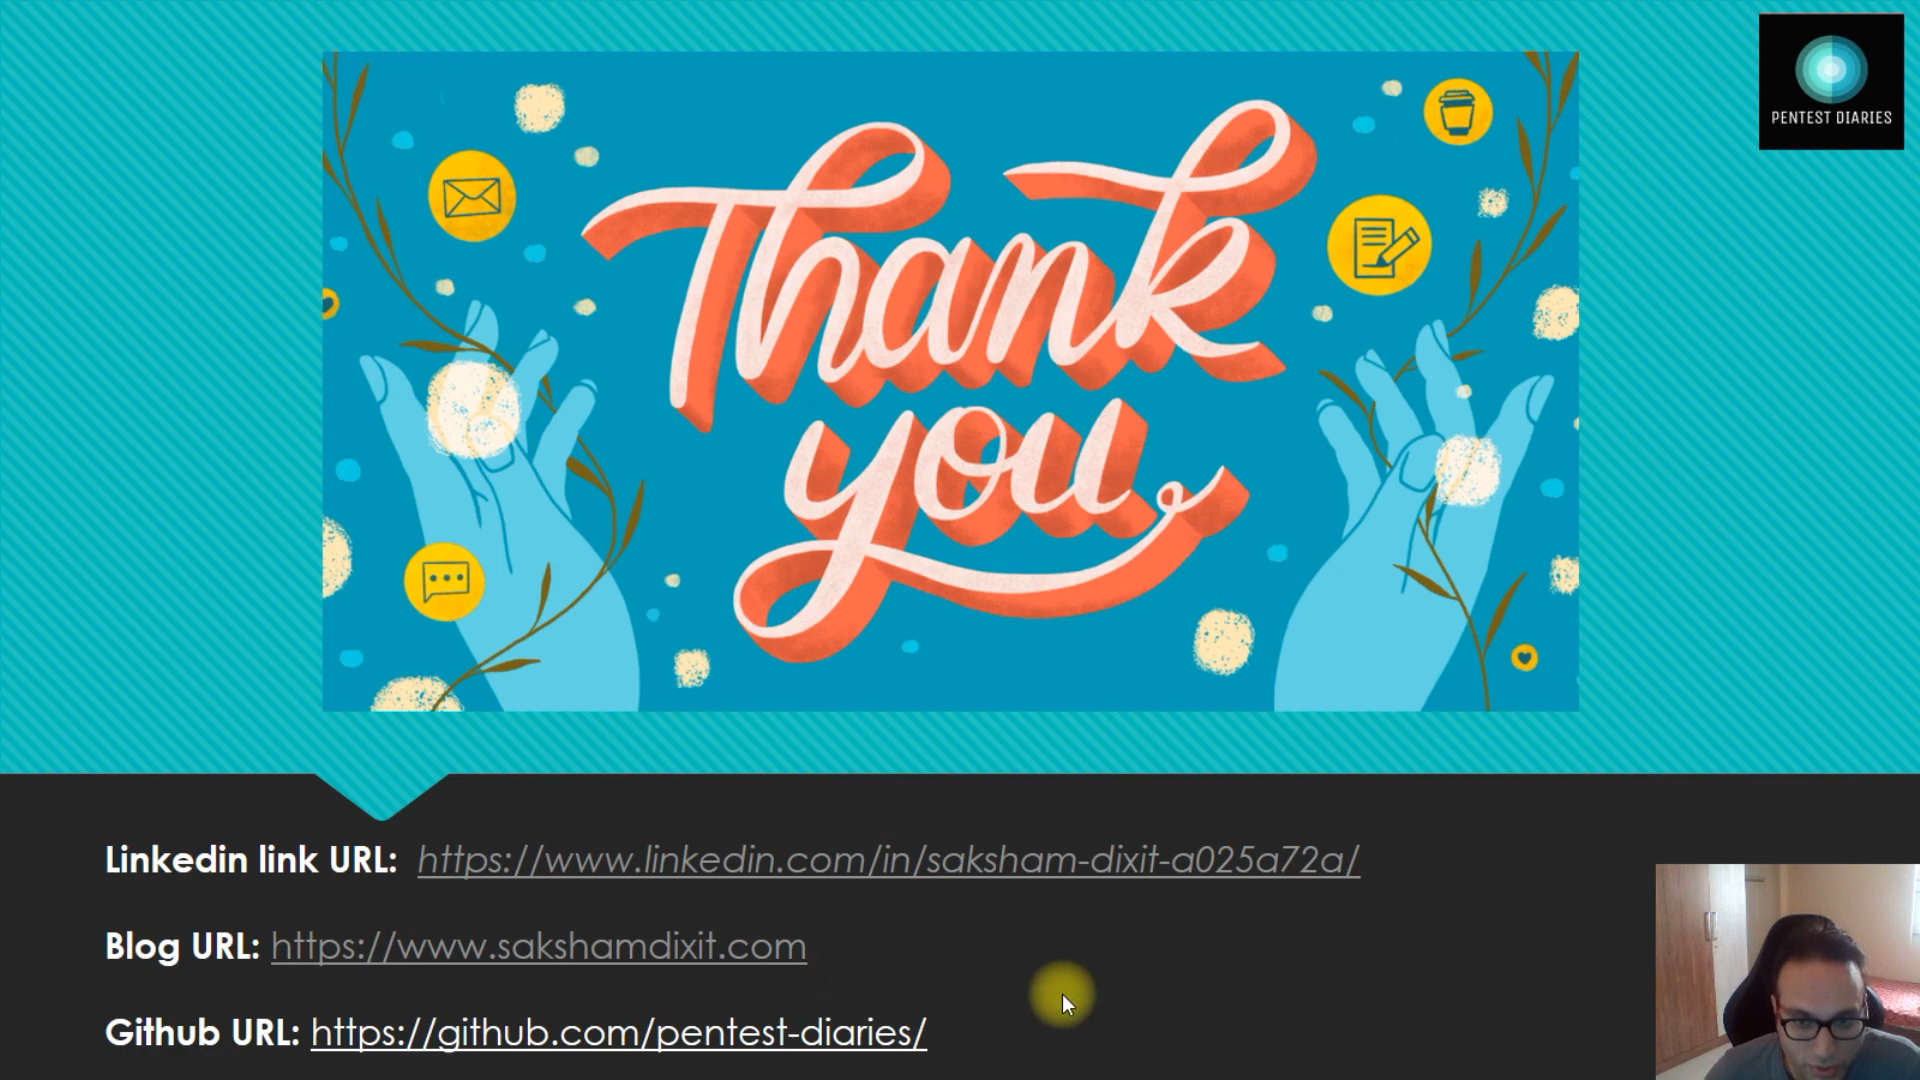 PENTEST DIARIES
Thank
you
Linkedin link URL: https://www.linkedin.com/in/saksham-dixit-a025a72a/
Blog URL: https://www.sakshamdixit.com
Github URL: https://github.com/pentest-diaries/